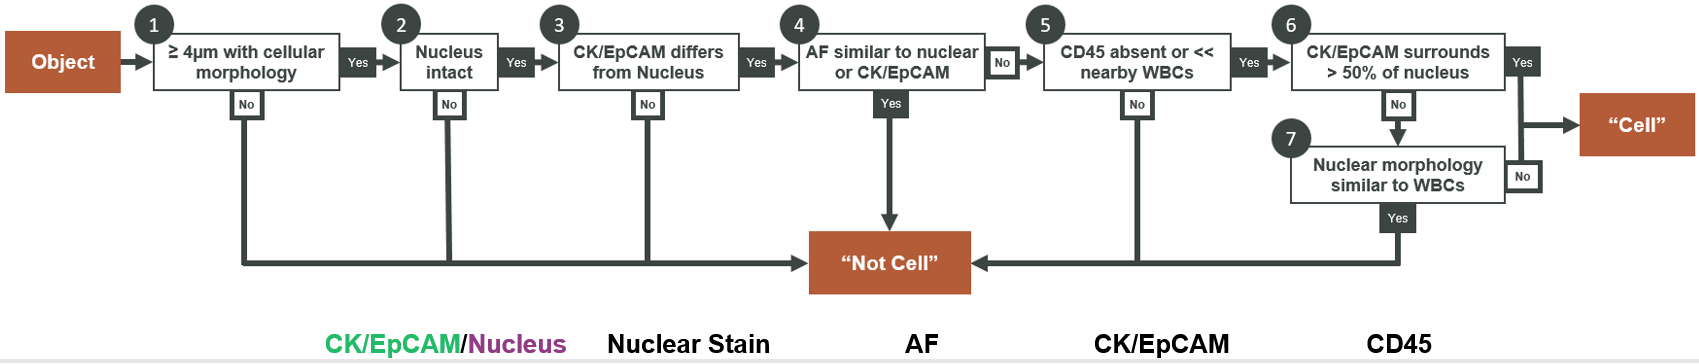 Object
1
≥ 4µm with cellular
morphology
Yes
No
2
Nucleus
intact
Yes
No
3
CK/EpCAM differs
from Nucleus
Yes
No
4
AF similar to nuclear
or CK/EpCAM
No
Yes
5
CD45 absent or <<
nearby WBCs
Yes
No
6
CK/EpCAM surrounds
> 50% of nucleus
Yes
No
7
Nuclear morphology
similar to WBCs
No
Yes
“Cell”
“Not Cell”
CK/EpCAM/Nucleus
Nuclear Stain
AF
CK/EpCAM
CD45